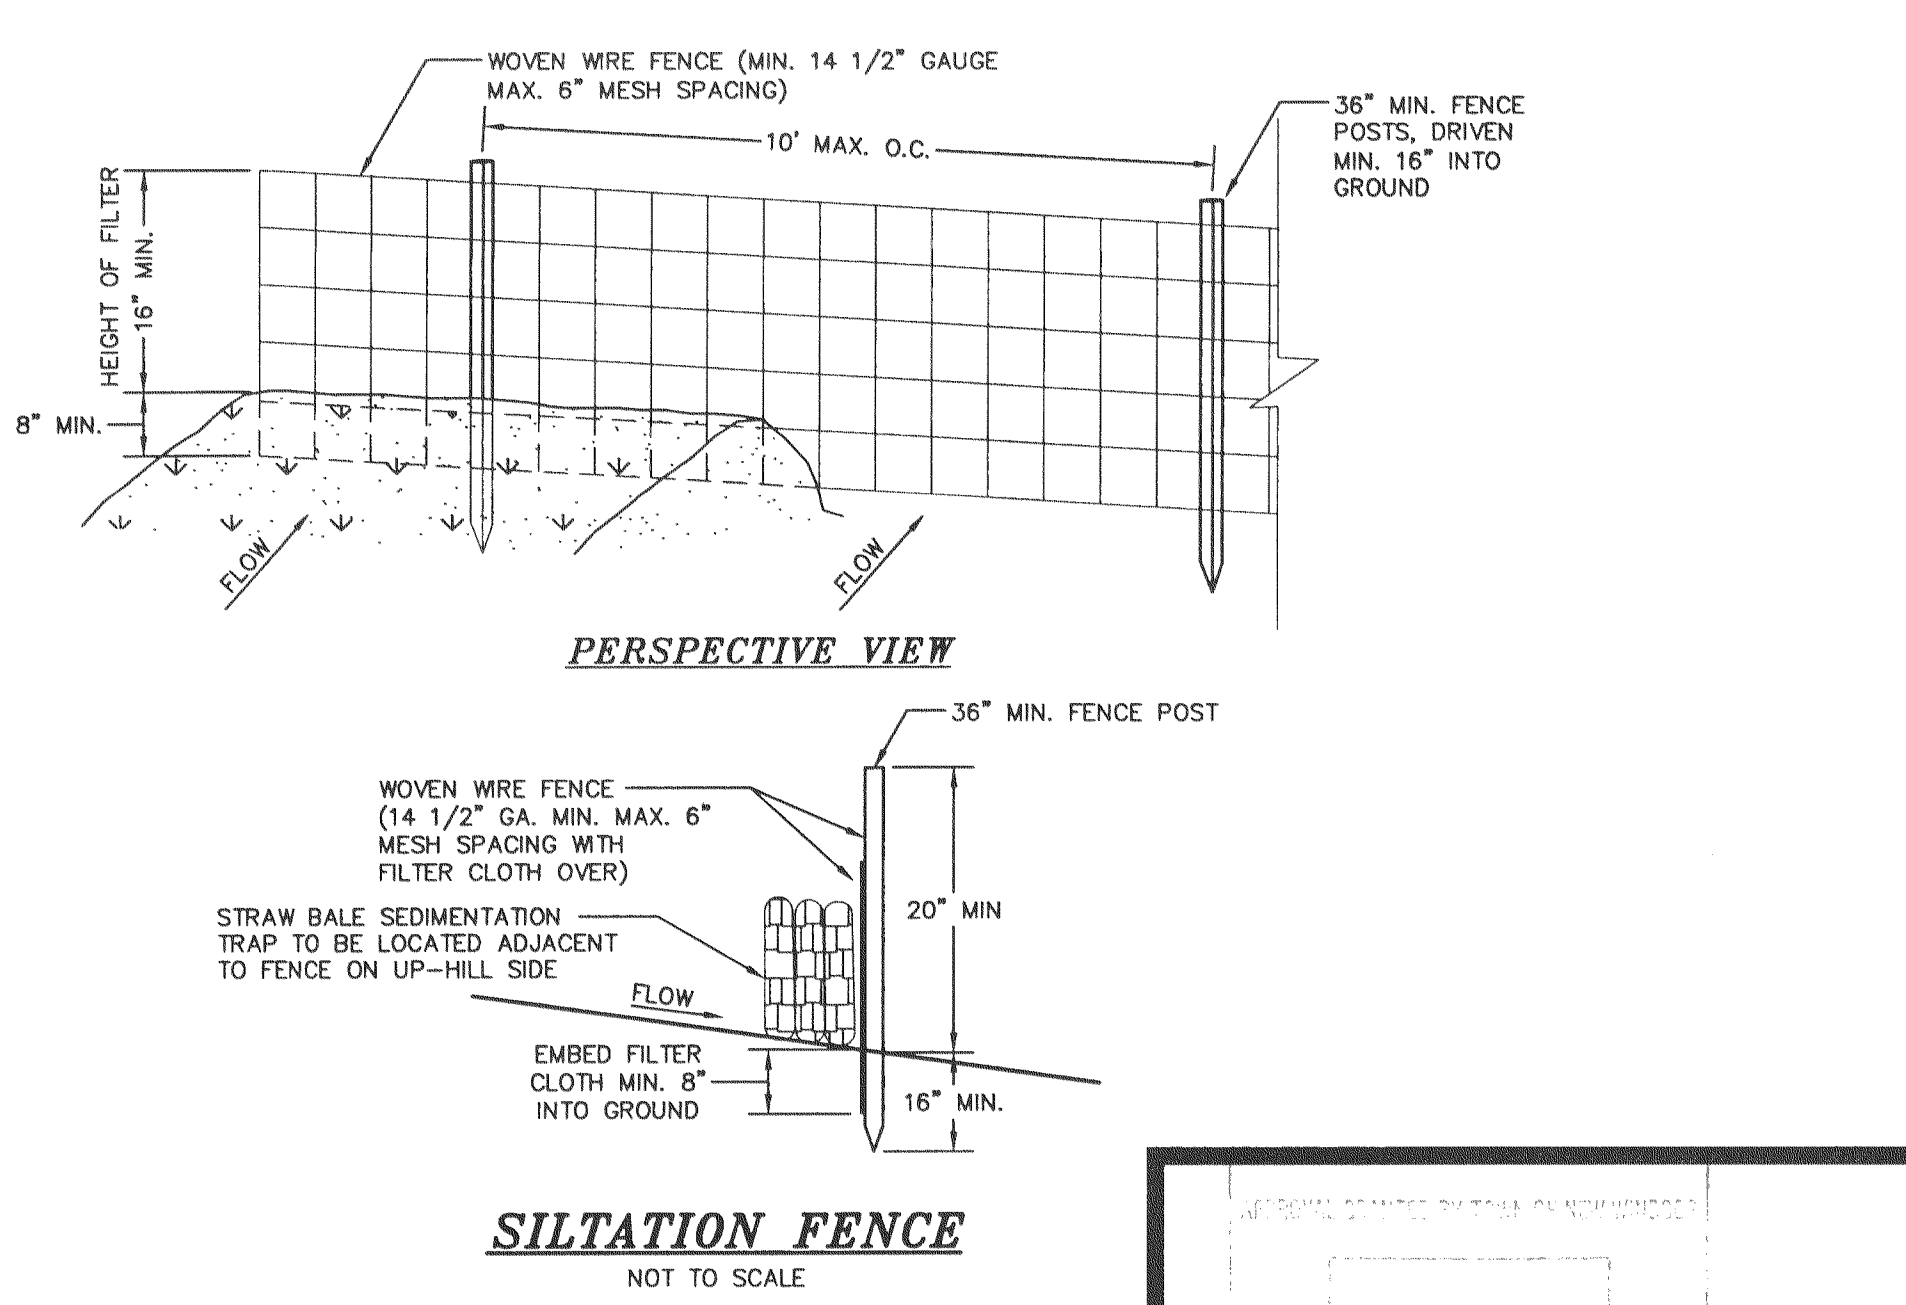 WOVEN WIRE FENCE (MIN. 14 1/2" GAUGE
MAX. 6" MESH SPACING)
10' MAX. O.C.
36" MIN. FENCE
POSTS, DRIVEN
MIN. 16" INTO
GROUND
HEIGHT OF FILTER
16" MIN.
8" MIN.
FLOW
FLOW
PERSPECTIVE VIEW
36" MIN. FENCE POST
WOVEN WIRE FENCE
(14 1/2" GA. MIN. MAX. 6"
MESH SPACING WITH
FILTER CLOTH OVER)
20" MIN
STRAW BALE SEDIMENTATION
TRAP TO BE LOCATED ADJACENT
TO FENCE ON UP-HILL SIDE
FLOW
EMBED FILTER
CLOTH MIN. 8"
INTO GROUND
16" MIN.
SILTATION FENCE
NOT TO SCALE
BY TOWN OF NEW